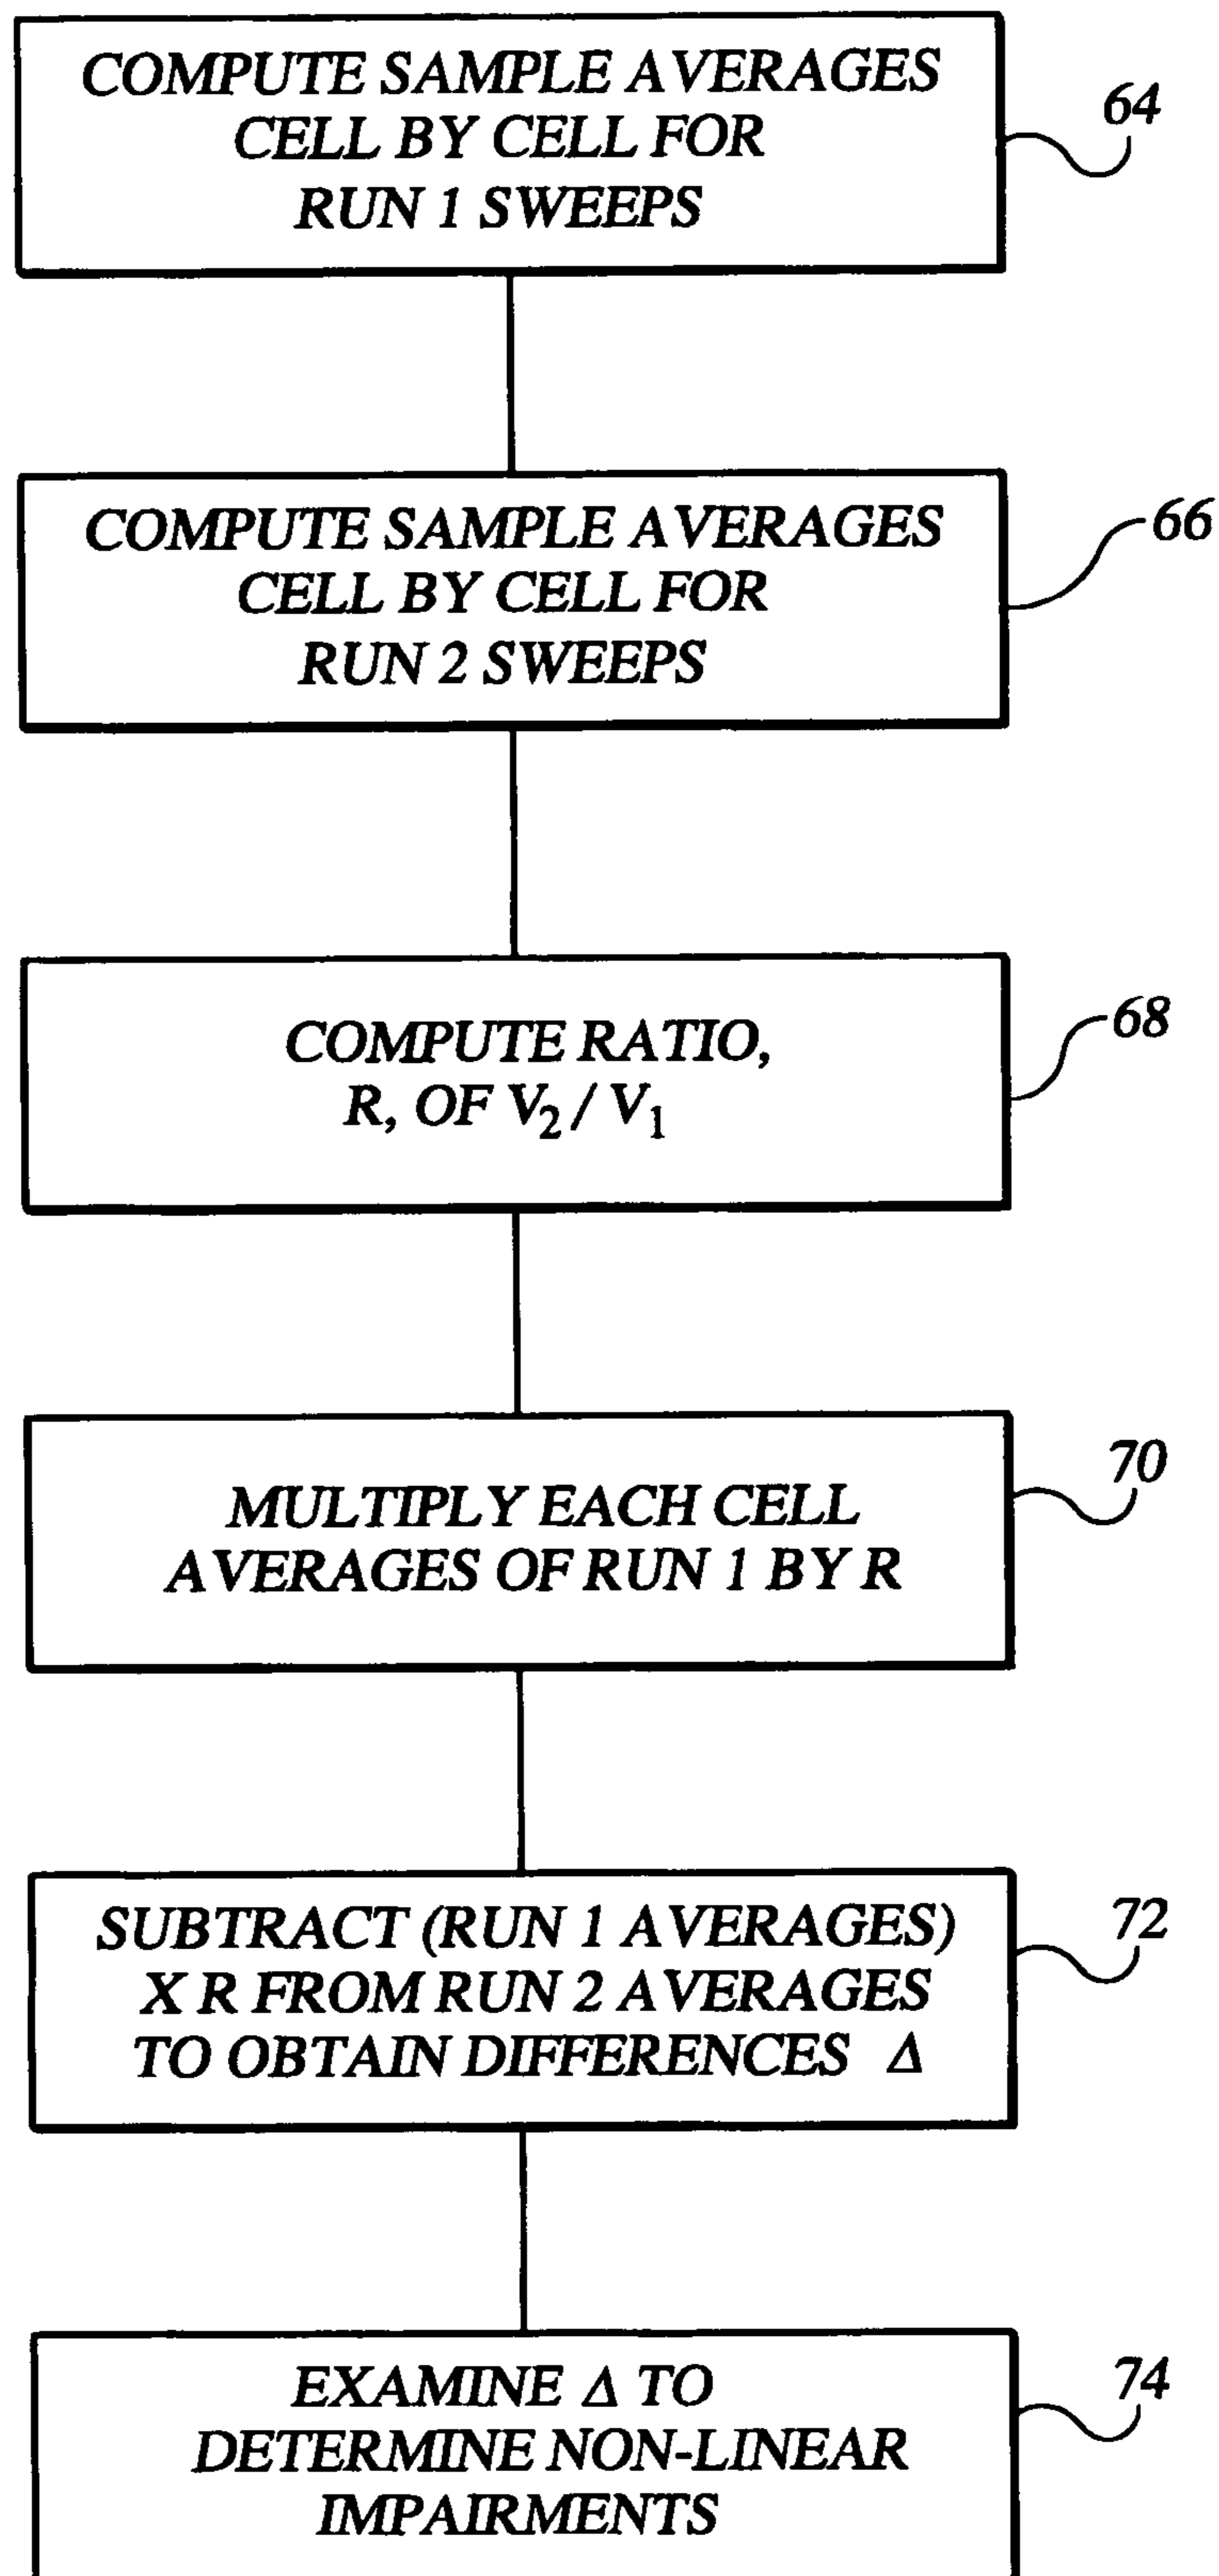 COMPUTE SAMPLE AVERAGES
CELL BY CELL FOR
RUN 1 SWEEPS
64
COMPUTE SAMPLE AVERAGES
CELL BY CELL FOR
RUN 2 SWEEPS
66
COMPUTE RATIO,
R, OF V₂ / V₁
68
MULTIPLY EACH CELL
AVERAGES OF RUN 1 BY R
70
SUBTRACT (RUN 1 AVERAGES)
X R FROM RUN 2 AVERAGES
TO OBTAIN DIFFERENCES Δ
72
EXAMINE Δ TO
DETERMINE NON-LINEAR
IMPAIRMENTS
74